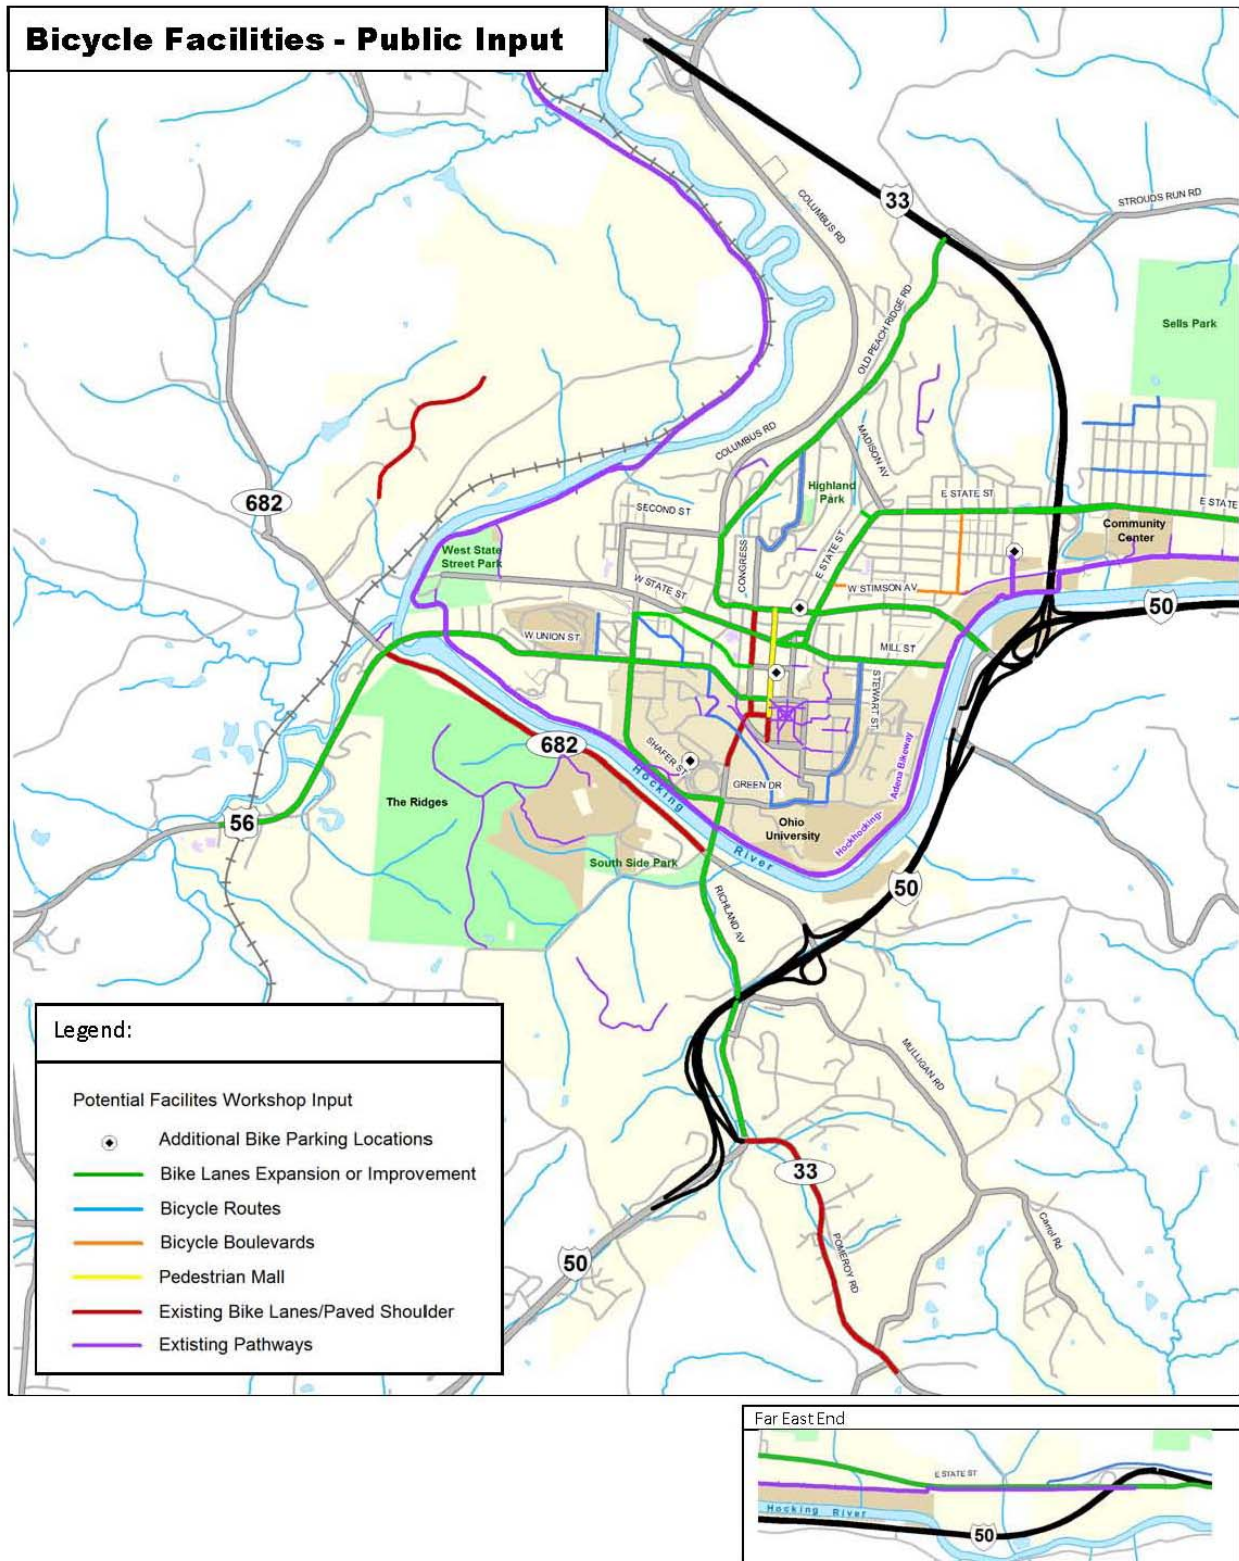 Bicycle Facilities - Public Input
33
STROUDS RUN RD
COLUMBUS RD
Sells Park
OLD PEACH RIDGE RD
COLUMBUS RD
MADISON AV
682
Highland
Park
E STATE ST
E STATE
SECOND ST
Community
Center
West State
Street Park
CONGRESS
E STATE ST
W STATE ST
W STIMSON AV
50
W UNION ST
MILL ST
STEWART ST
682
SHAFER ST
Hocking
River
GREEN DR
Hockhocking-
Adena Bikeway
The Ridges
56
Ohio
University
South Side Park
50
RICHLAND AV
MULLIGAN RD
33
Carrol Rd
POMEROY RD
50
Legend:
Potential Facilites Workshop Input
Additional Bike Parking Locations
Bike Lanes Expansion or Improvement
Bicycle Routes
Bicycle Boulevards
Pedestrian Mall
Existing Bike Lanes/Paved Shoulder
Extisting Pathways
Far East End
E STATE ST
Hocking River
50